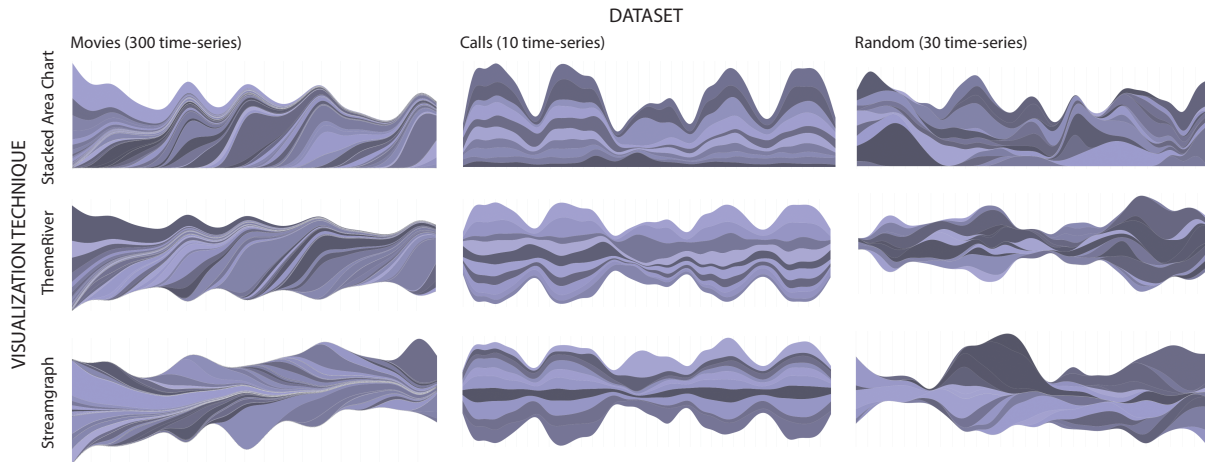 DATASET
Movies (300 time-series)
Calls (10 time-series)
Random (30 time-series)
VISUALIZATION TECHNIQUE
Stacked Area Chart
ThemeRiver
Streamgraph